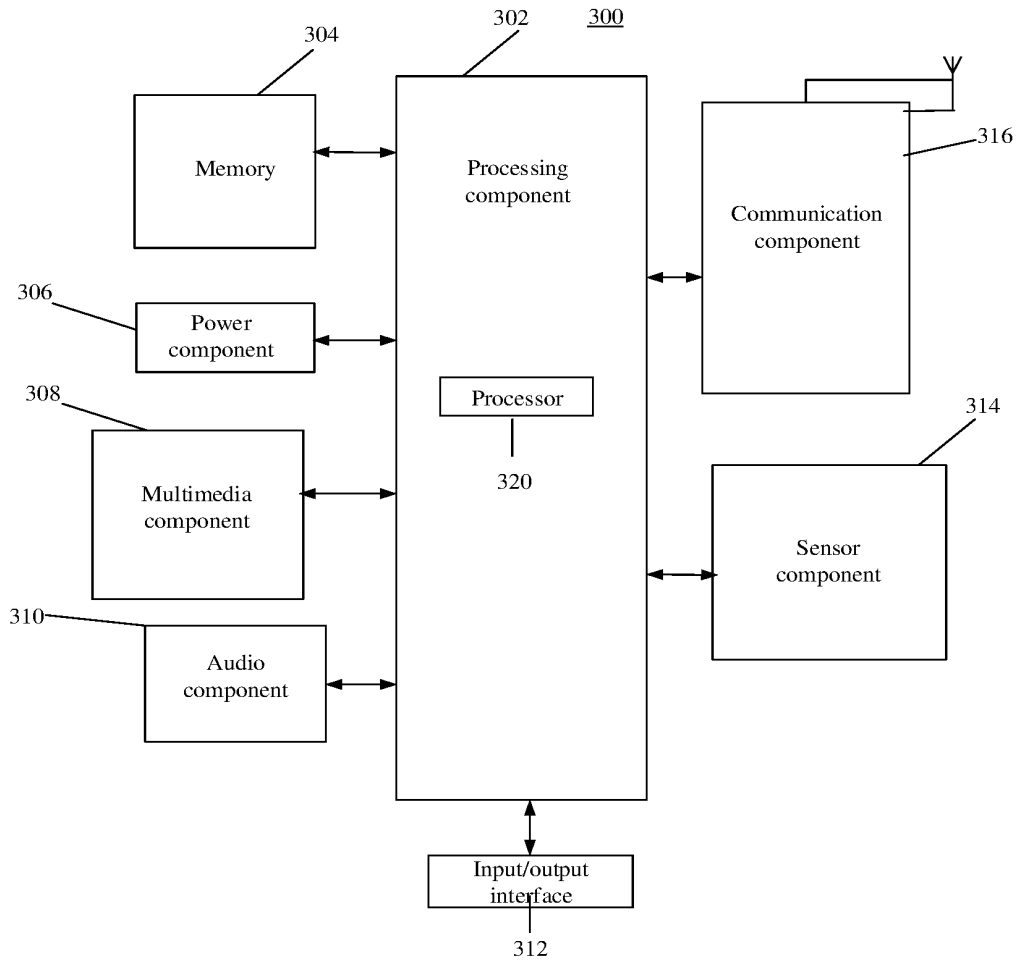 302
300
304
Memory
Processing
component
316
Communication
component
306
Power
component
308
Processor
320
314
Multimedia
component
Sensor
component
310
Audio
component
Input/output
interface
312